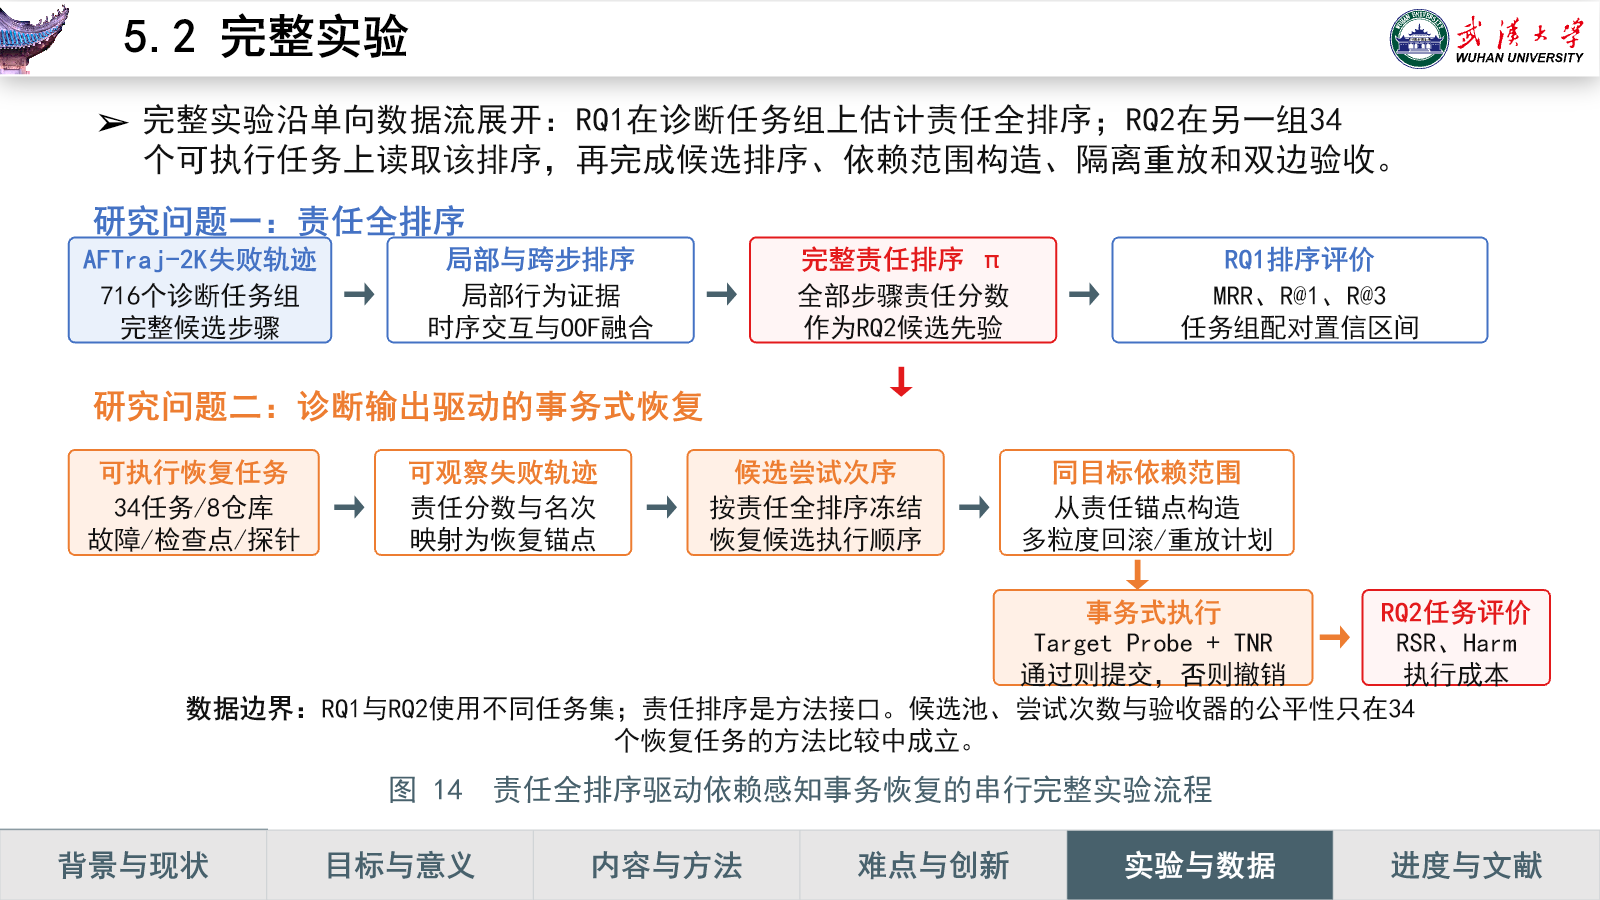 5.2 完整实验
武汉大学
WUHAN UNIVERSITY
➢ 完整实验沿单向数据流展开：RQ1在诊断任务组上估计责任全排序；RQ2在另一组34
个可执行任务上读取该排序，再完成候选排序、依赖范围构造、隔离重放和双边验收。
研究问题一：责任全排序
AFTraj-2K失败轨迹
716个诊断任务组
完整候选步骤
局部与跨步排序
局部行为证据
时序交互与OOF融合
完整责任排序 π
全部步骤责任分数
作为RQ2候选先验
RQ1排序评价
MRR、R@1、R@3
任务组配对置信区间
研究问题二：诊断输出驱动的事务式恢复
可执行恢复任务
34任务/8仓库
故障/检查点/探针
可观察失败轨迹
责任分数与名次
映射为恢复锚点
候选尝试次序
按责任全排序冻结
恢复候选执行顺序
同目标依赖范围
从责任锚点构造
多粒度回滚/重放计划
事务式执行
Target Probe + TNR
通过则提交，否则撤销
RQ2任务评价
RSR、Harm
执行成本
数据边界：RQ1与RQ2使用不同任务集；责任排序是方法接口。候选池、尝试次数与验收器的公平性只在34
个恢复任务的方法比较中成立。
图 14 责任全排序驱动依赖感知事务恢复的串行完整实验流程
背景与现状
目标与意义
内容与方法
难点与创新
实验与数据
进度与文献